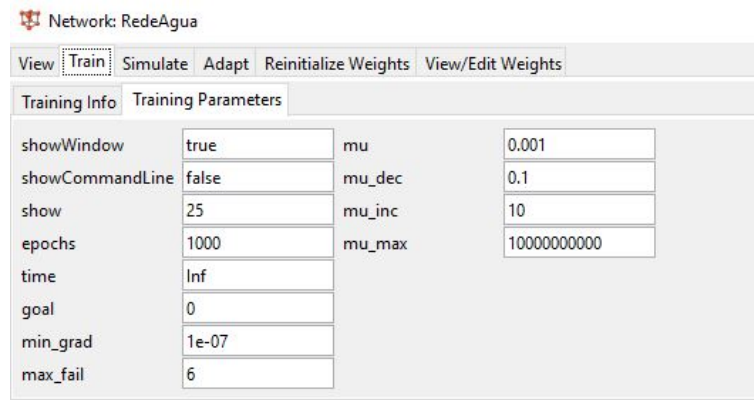 Network: RedeAgua
View Train Simulate Adapt Reinitialize Weights View/Edit Weights
Training Info Training Parameters
showWindow true mu 0.001
showCommandLine false mu_dec 0.1
show 25 mu_inc 10
epochs 1000 mu_max 10000000000
time Inf
goal 0
min_grad 1e-07
max_fail 6